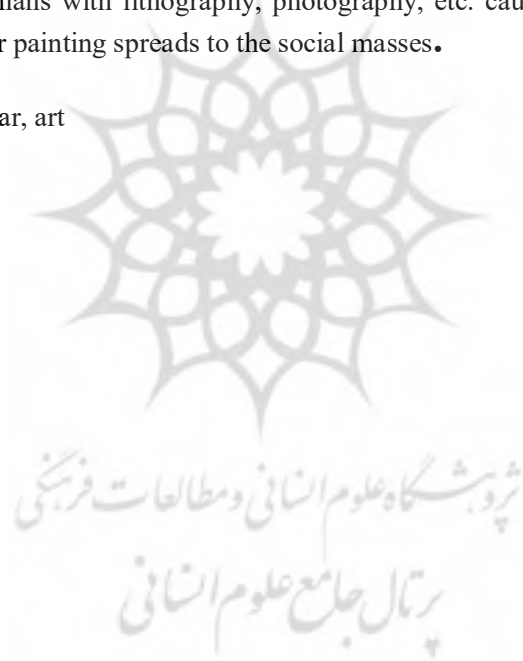 mans with lithography, photography, etc. cau
r painting spreads to the social masses.
ar, art
پژوهشگاه علوم انسانی و مطالعات فرهنگی
پرتال جامع علوم انسانی